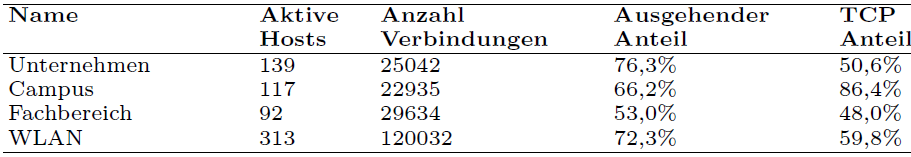 Name Aktive Anzahl Ausgehender TCP
Hosts Verbindungen Anteil Anteil
Unternehmen 139 25042 76,3% 50,6%
Campus 117 22935 66,2% 86,4%
Fachbereich 92 29634 53,0% 48,0%
WLAN 313 120032 72,3% 59,8%